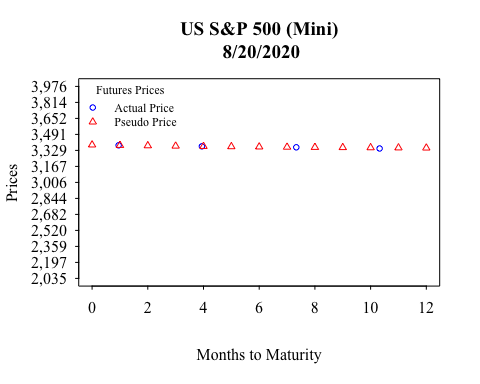 US S&P 500 (Mini)
8/20/2020
Futures Prices
Actual Price
Pseudo Price
Prices
3,976
3,814
3,652
3,491
3,329
3,167
3,006
2,844
2,682
2,520
2,359
2,197
2,035
0 2 4 6 8 10 12
Months to Maturity